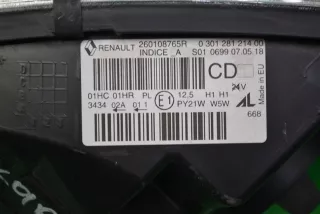 RENAULT 260108765R 0 301 281 214 00
INDICE _A S01 0699 07.05.18
CD
Made in EU
01HC 01HR PL E1 12,5 H1 H1
3434 02A 01 1 PY21W W5W
AL
668